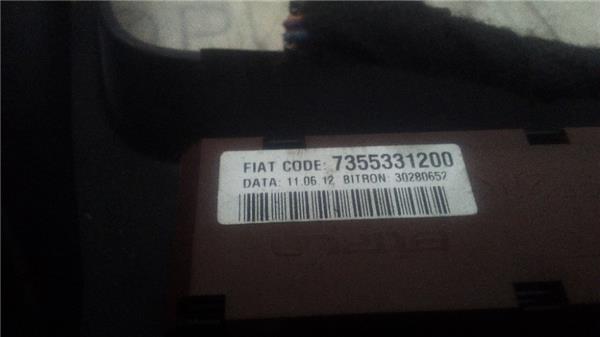 FIAT CODE: 7355331200
DATA: 11.06.12 BITRON: 30280652